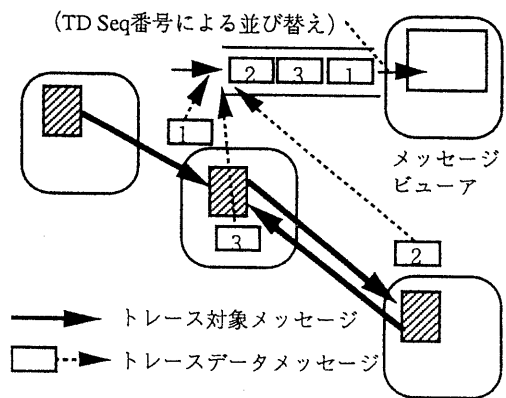 (TD Seq番号による並び替え)
2 3 1
1
メッセージ
ビューア
3
2
トレース対象メッセージ
トレースデータメッセージ